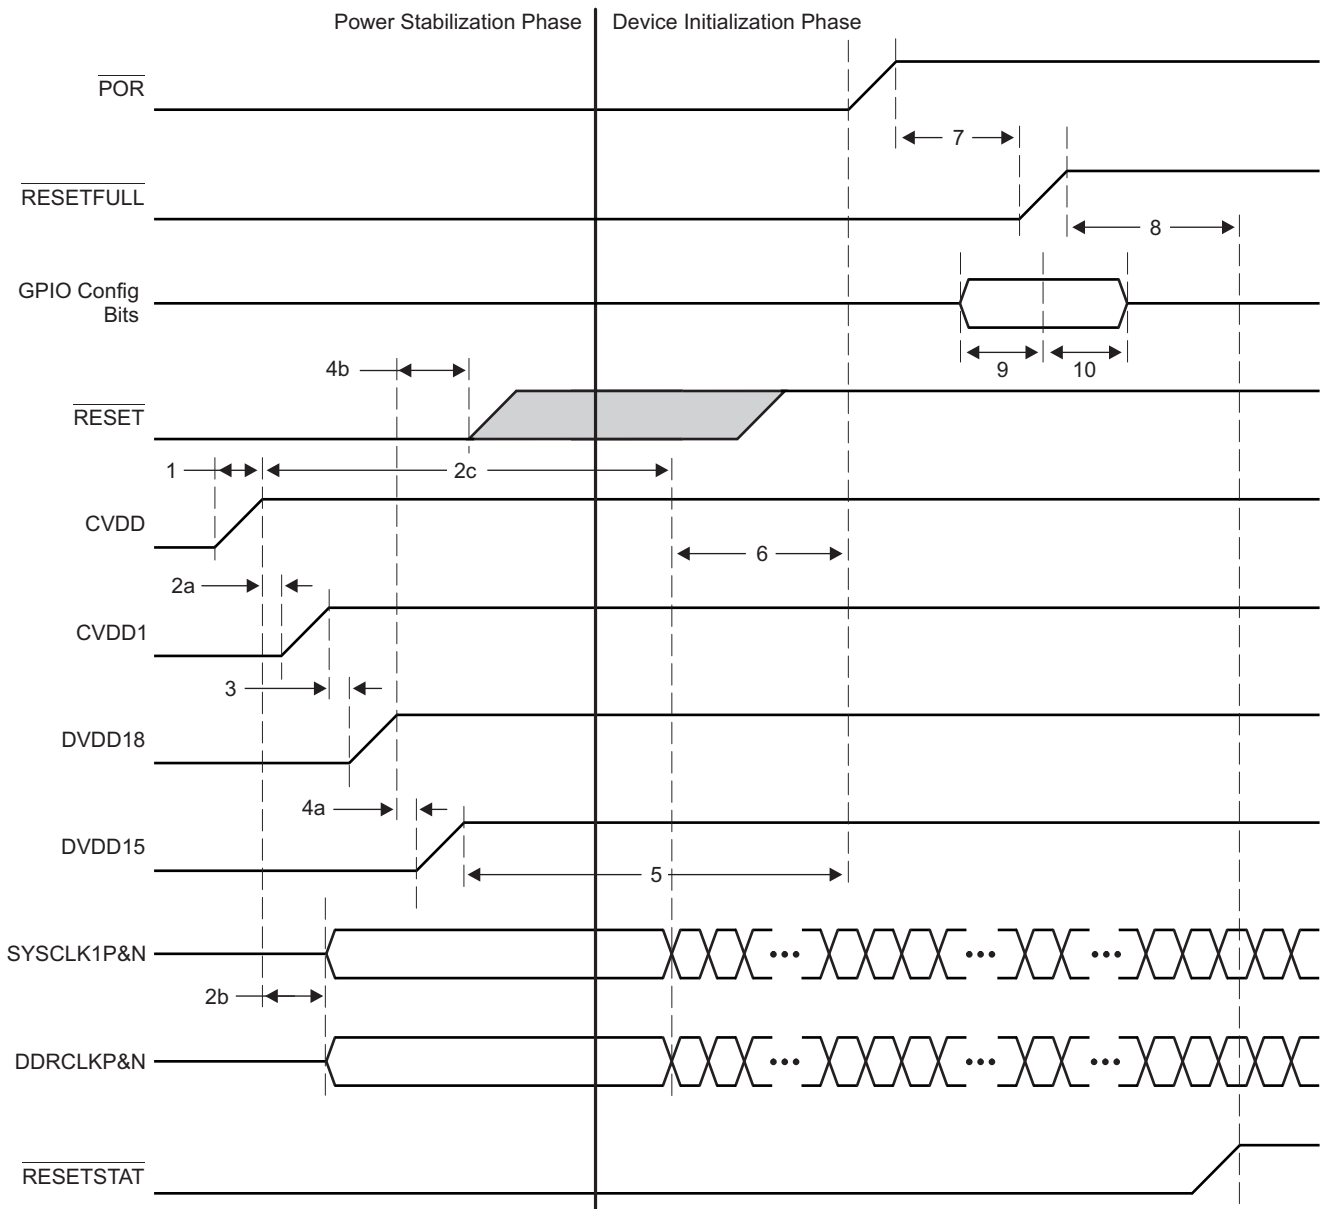 Power Stabilization Phase
Device Initialization Phase
POR
7
RESETFULL
8
GPIO Config
Bits
9
10
4b
RESET
1
2c
CVDD
6
2a
CVDD1
3
DVDD18
4a
DVDD15
5
SYSCLK1P&N
2b
DDRCLKP&N
RESETSTAT